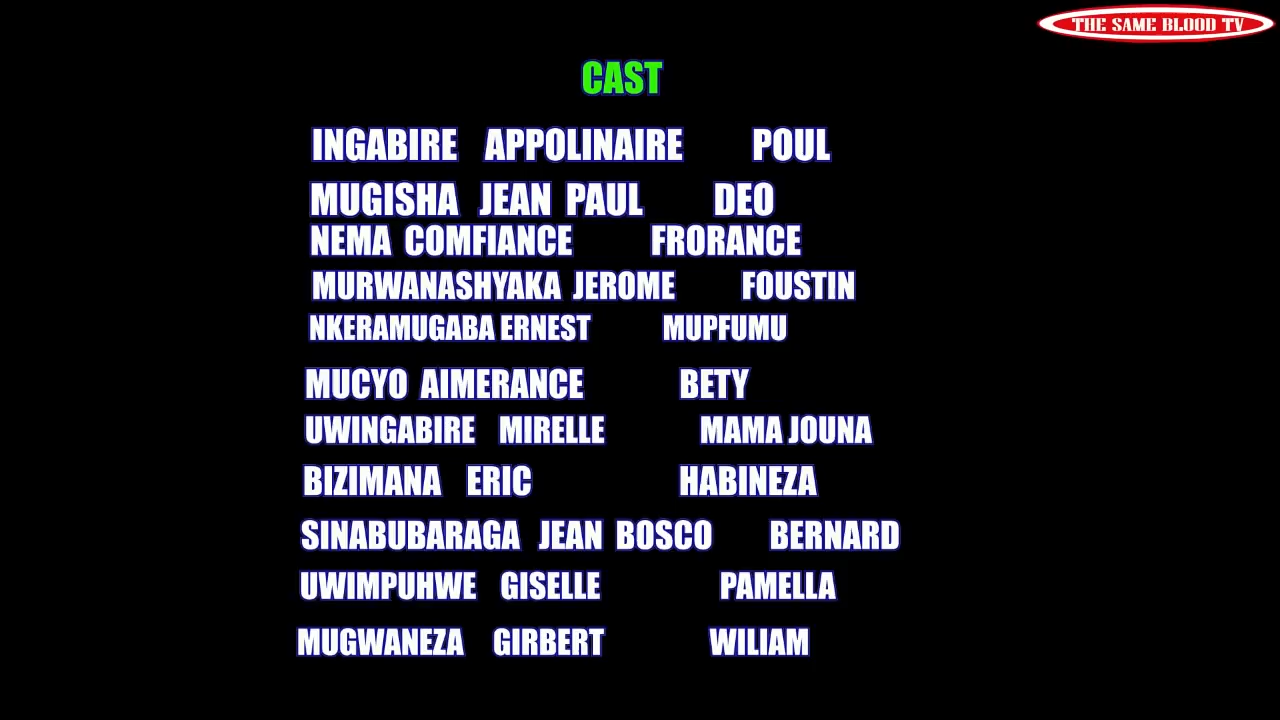 THE SAME BLOOD TV
CAST
INGABIRE APPOLINAIRE POUL
MUGISHA JEAN PAUL DEO
NEMA COMFIANCE FRORANCE
MURWANASHYAKA JEROME FOUSTIN
NKERAMUGABA ERNEST MUPFUMU
MUCYO AIMERANCE BETY
UWINGABIRE MIRELLE MAMA JOUNA
BIZIMANA ERIC HABINEZA
SINABUBARAGA JEAN BOSCO BERNARD
UWIMPUHWE GISELLE PAMELLA
MUGWANEZA GIRBERT WILIAM